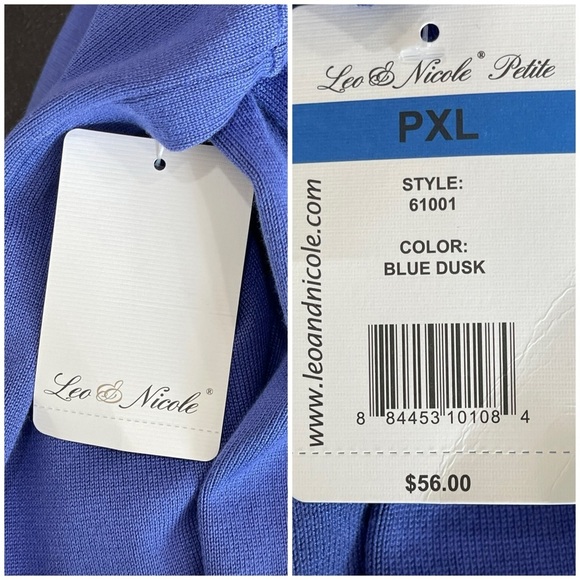 Leo & Nicole®
Leo & Nicole® Petite
PXL
STYLE:
61001
COLOR:
BLUE DUSK
www.leoandnicole.com
8 84453 10108 4
$56.00